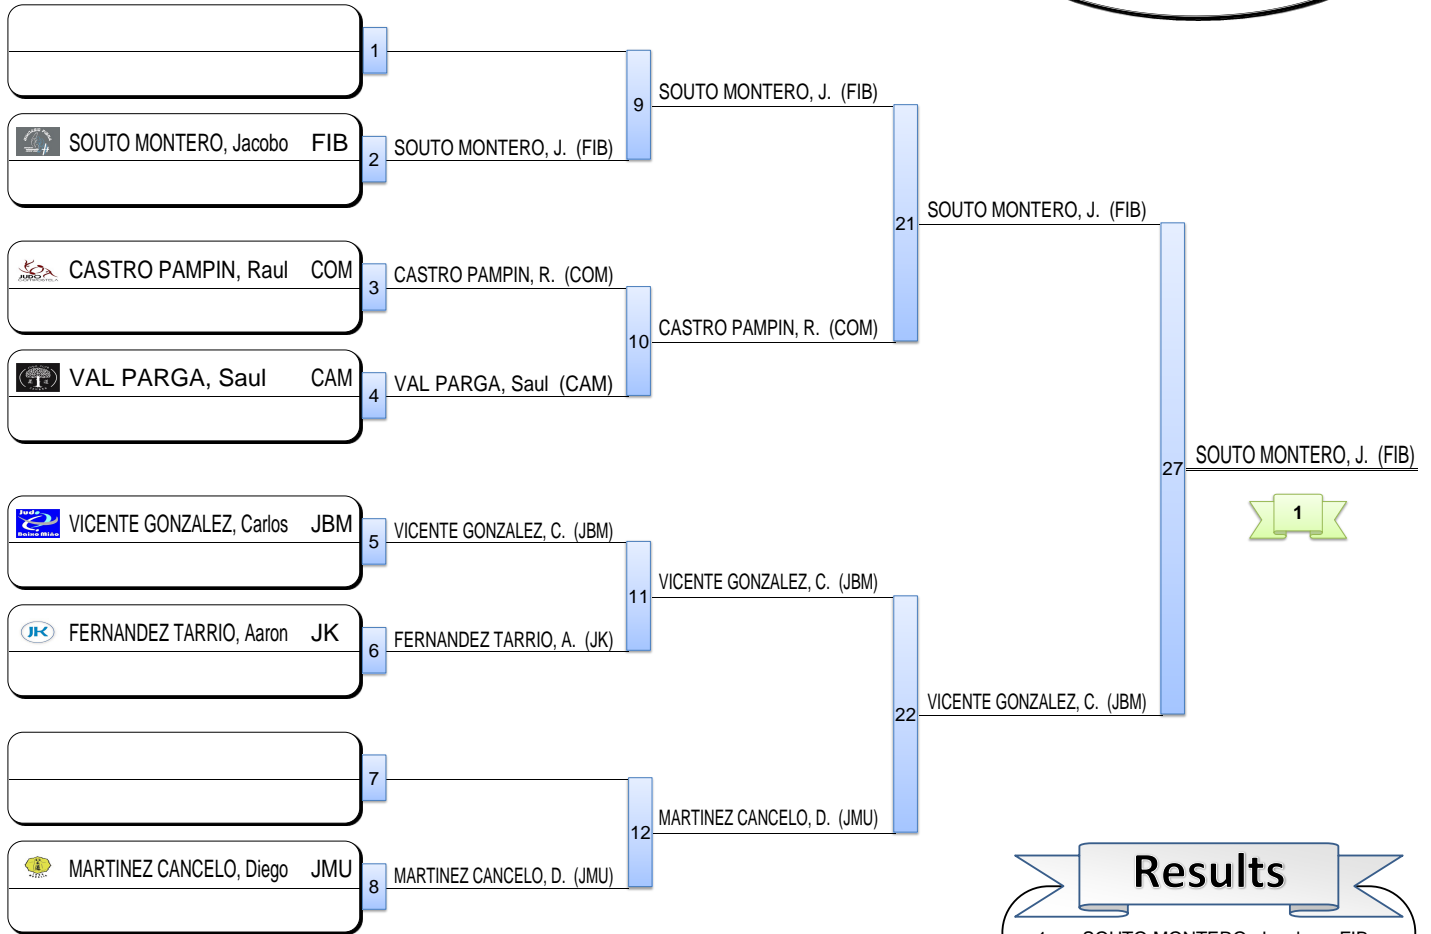 1
SOUTO MONTERO, J. (FIB)
9
SOUTO MONTERO, Jacobo FIB
2
SOUTO MONTERO, J. (FIB)
SOUTO MONTERO, J. (FIB)
21
CASTRO PAMPIN, Raul COM
3
CASTRO PAMPIN, R. (COM)
CASTRO PAMPIN, R. (COM)
10
VAL PARGA, Saul CAM
4
VAL PARGA, Saul (CAM)
SOUTO MONTERO, J. (FIB)
27
1
VICENTE GONZALEZ, Carlos JBM
5
VICENTE GONZALEZ, C. (JBM)
VICENTE GONZALEZ, C. (JBM)
11
FERNANDEZ TARRIO, Aaron JK
6
FERNANDEZ TARRIO, A. (JK)
VICENTE GONZALEZ, C. (JBM)
22
7
MARTINEZ CANCELO, D. (JMU)
12
MARTINEZ CANCELO, Diego JMU
8
MARTINEZ CANCELO, D. (JMU)
Results